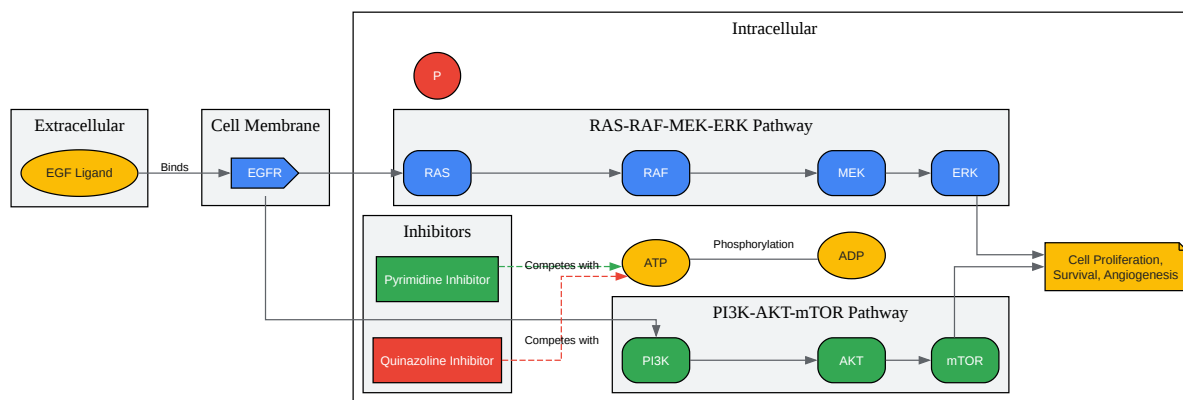 Intracellular
P
Extracellular
Cell Membrane
RAS-RAF-MEK-ERK Pathway
EGF Ligand
Binds
EGFR
RAS
RAF
MEK
ERK
Inhibitors
Pyrimidine Inhibitor
Competes with
ATP
Phosphorylation
ADP
Cell Proliferation,
Survival, Angiogenesis
PI3K-AKT-mTOR Pathway
Quinazoline Inhibitor
Competes with
PI3K
AKT
mTOR